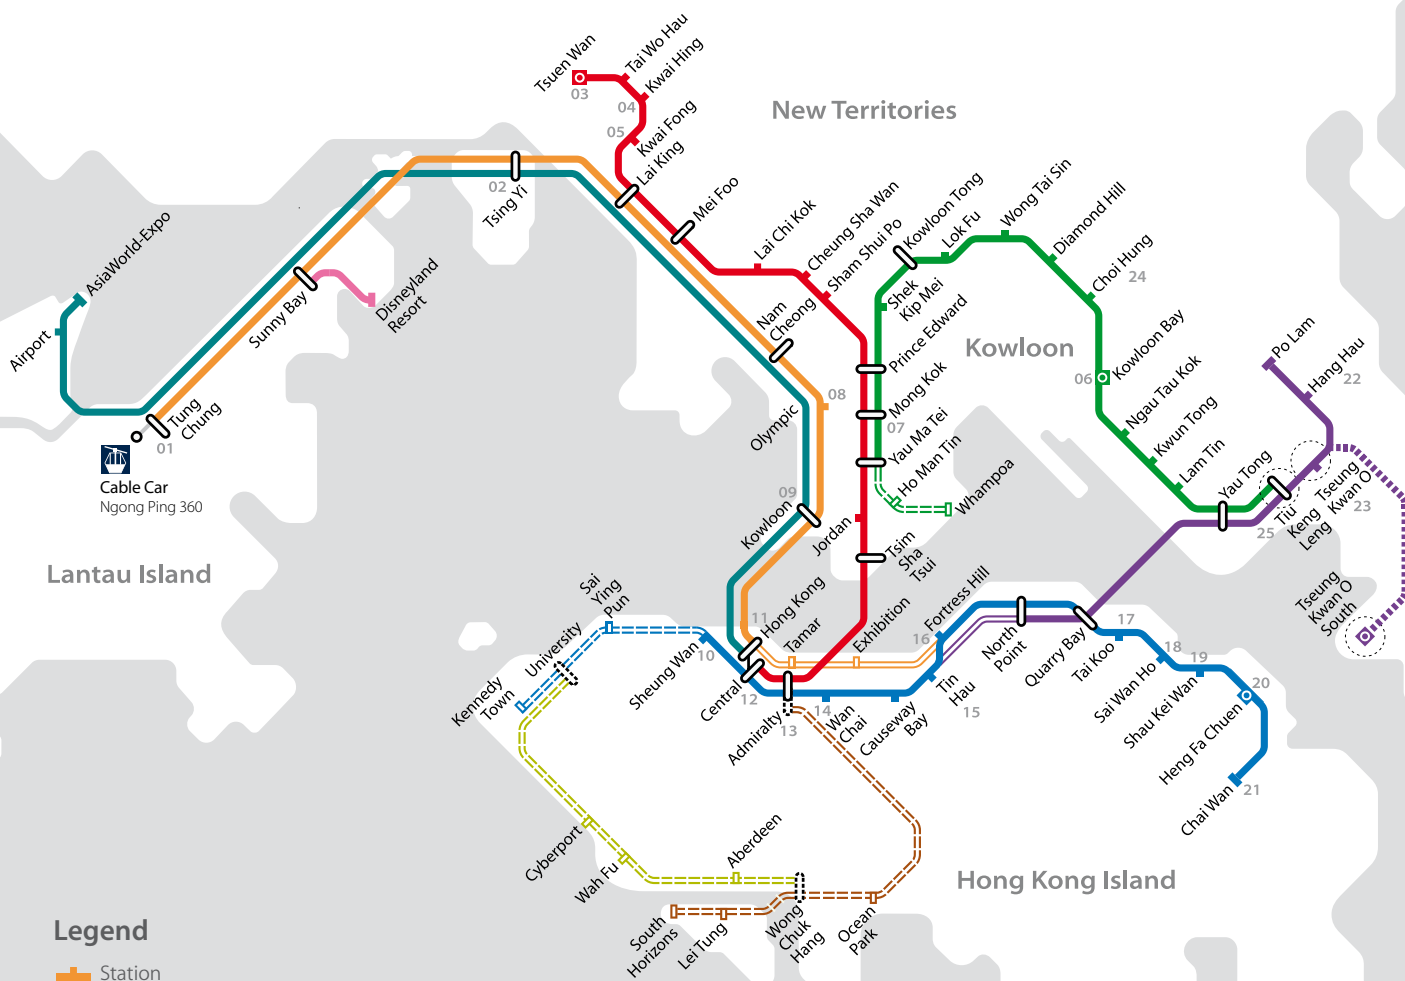 Tsuen Wan
03
Tai Wo Hau
Kwai Hing
04
05
Kwai Fong
Lai King
New Territories
02
Tsing Yi
Mei Foo
Lai Chi Kok
Cheung Sha Wan
Sham Shui Po
Kowloon Tong
Lok Fu
Wong Tai Sin
Diamond Hill
Choi Hung
24
AsiaWorld-Expo
Airport
Sunny Bay
Disneyland
Resort
Nam
Cheong
Shek
Kip Mei
Prince Edward
Kowloon
Kowloon Bay
06
Po Lam
Hang Hau
22
Tung
Chung
01
Cable Car
Ngong Ping 360
08
Olympic
Mong Kok
07
Yau Ma Tei
Ho Man Tin
Whampoa
Ngau Tau Kok
Kwun Tong
Lam Tin
Yau Tong
25
Tiu
Keng
Leng
Tseung
Kwan O
23
09
Kowloon
Jordan
Tsim
Sha
Tsui
Lantau Island
Tseung
Kwan O
South
Sai
Ying
Pun
University
Kennedy
Town
Sheung Wan
10
11
Hong Kong
Central
12
Tamar
Exhibition
Admiralty
13
14
Wan
Chai
Causeway
Bay
16
Fortress Hill
Tin
Hau
15
North
Point
Quarry Bay
17
Tai Koo
18
Sai Wan Ho
19
Shau Kei Wan
20
Heng Fa Chuen
Chai Wan
21
Cyberport
Wah Fu
Aberdeen
South
Horizons
Lei Tung
Wong
Chuk
Hang
Ocean
Park
Hong Kong Island
Legend
Station